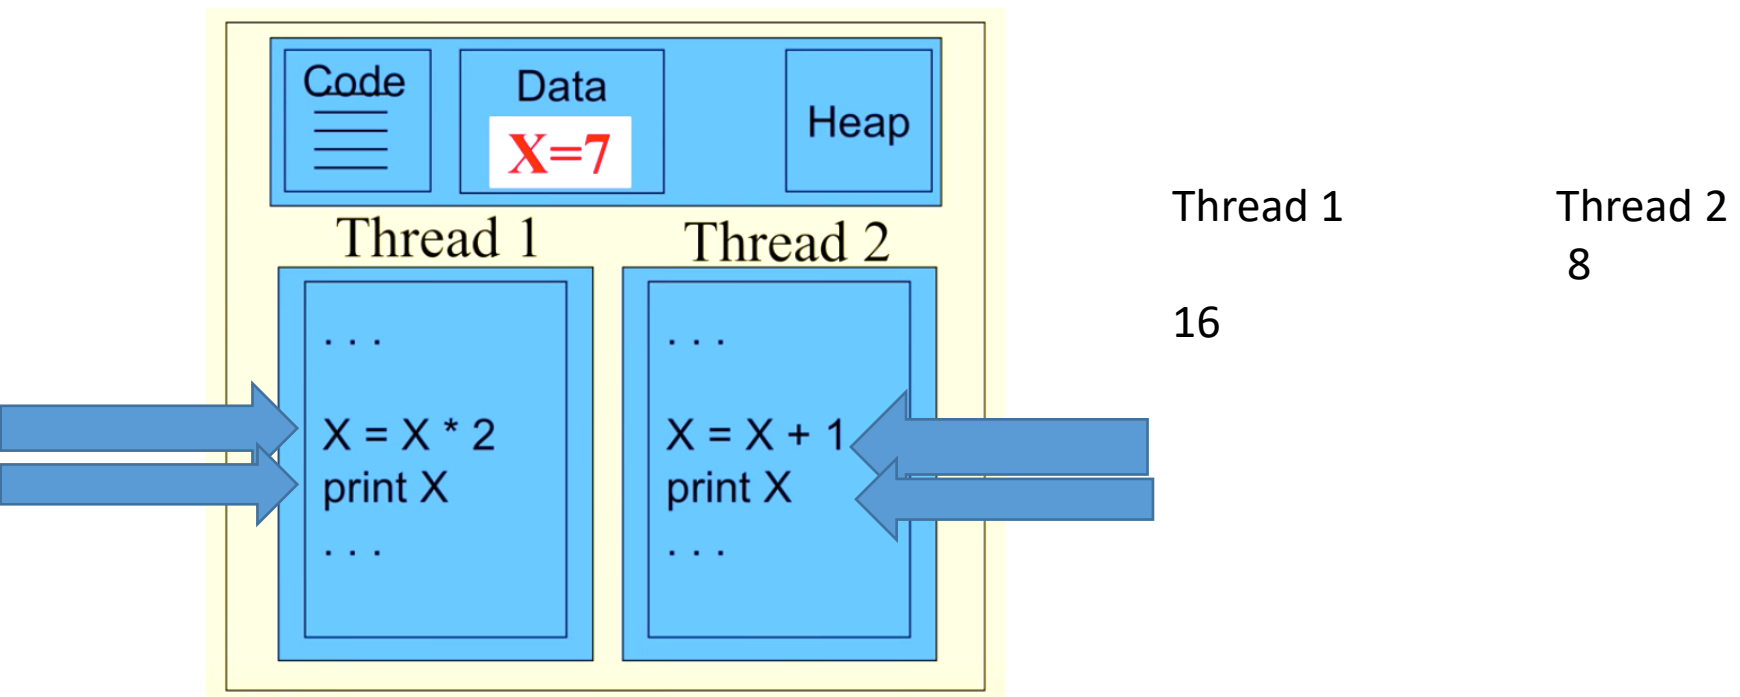 Code
Data
X=7
Heap
Thread 1
Thread 2
. . .
X = X * 2
print X
. . .
. . .
X = X + 1
print X
. . .
Thread 1 Thread 2
8
16